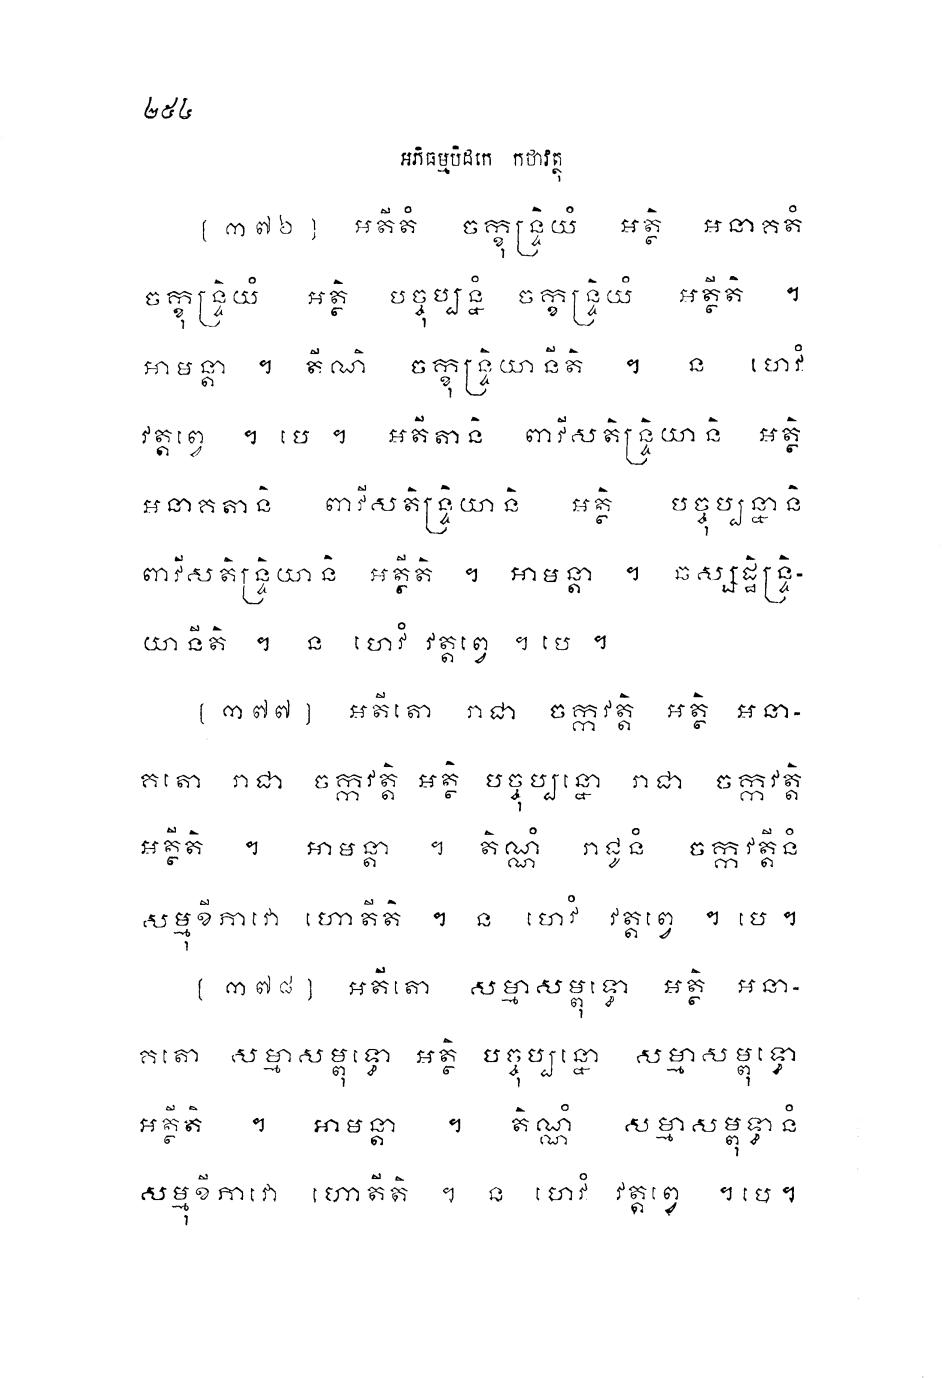 ២៥៤
អភិធម្មបិដកេ កថាវត្ថុ
[ ៣៧៦ ] អតីតំ ចក្ខុន្ទ្រិយំ អត្ថិ អនាគតំ
ចក្ខុន្ទ្រិយំ អត្ថិ បច្ចុប្បន្នំ ចក្ខុន្ទ្រិយំ អត្ថីតិ ។
អាមន្តា ។ តីណិ ចក្ខុន្ទ្រិយានីតិ ។ ន ហេវំ
វត្តព្វេ ។ បេ ។ អតីតានិ ពាវីសតិន្ទ្រិយានិ អត្ថិ
អនាគតានិ ពាវីសតិន្ទ្រិយានិ អត្ថិ បច្ចុប្បន្នានិ
ពាវីសតិន្ទ្រិយានិ អត្ថីតិ ។ អាមន្តា ។ ឆស្សដ្ឋិន្ទ្រិ-
យានីតិ ។ ន ហេវំ វត្តព្វេ ។ បេ ។
[ ៣៧៧ ] អតីតោ រាជា ចក្កវត្តិ អត្ថិ អនា-
គតោ រាជា ចក្កវត្តិ អត្ថិ បច្ចុប្បន្នោ រាជា ចក្កវត្តិ
អត្ថីតិ ។ អាមន្តា ។ តិណ្ណំ រាជូនំ ចក្កវត្តីនំ
សម្មុខីភាវោ ហោតីតិ ។ ន ហេវំ វត្តព្វេ ។ បេ ។
[ ៣៧៨ ] អតីតោ សម្មាសម្ពុទ្ធោ អត្ថិ អនា-
គតោ សម្មាសម្ពុទ្ធោ អត្ថិ បច្ចុប្បន្នោ សម្មាសម្ពុទ្ធោ
អត្ថីតិ ។ អាមន្តា ។ តិណ្ណំ សម្មាសម្ពុទ្ធានំ
សម្មុខីភាវោ ហោតីតិ ។ ន ហេវំ វត្តព្វេ ។ បេ ។